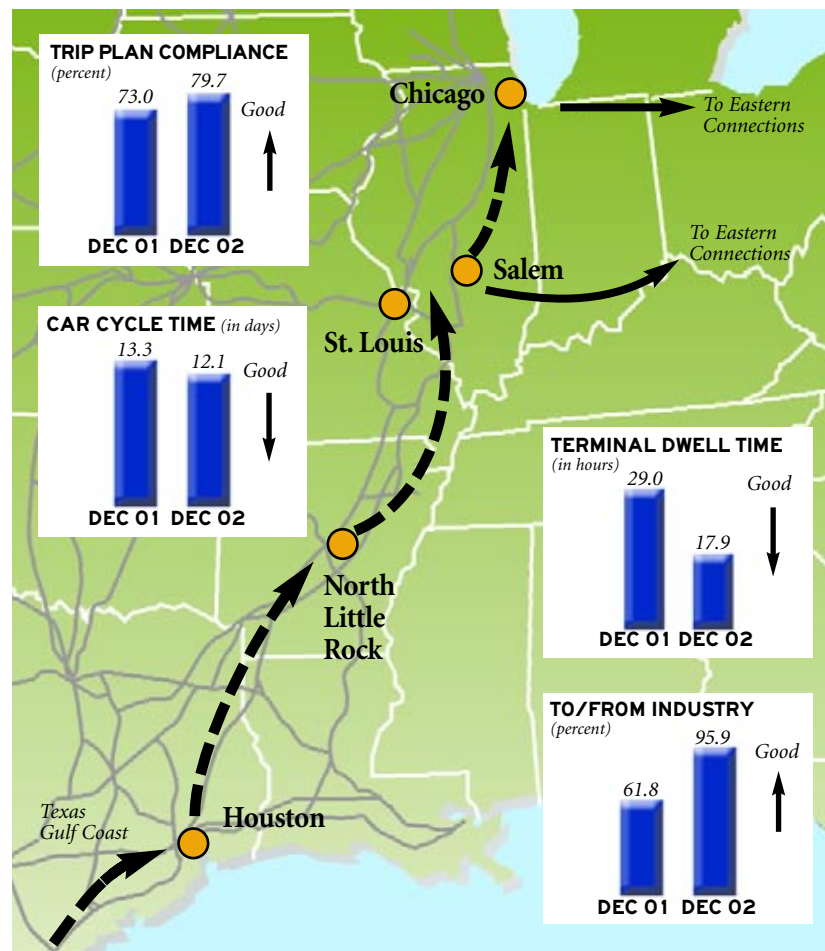 TRIP PLAN COMPLIANCE
(percent)
73.0
79.7
Good
DEC 01 DEC 02
Chicago
To Eastern
Connections
Salem
To Eastern
Connections
St. Louis
CAR CYCLE TIME (in days)
13.3
12.1
Good
DEC 01 DEC 02
TERMINAL DWELL TIME
(in hours)
29.0
17.9
Good
DEC 01 DEC 02
North
Little
Rock
TO/FROM INDUSTRY
(percent)
61.8
95.9
Good
DEC 01 DEC 02
Texas
Gulf Coast
Houston